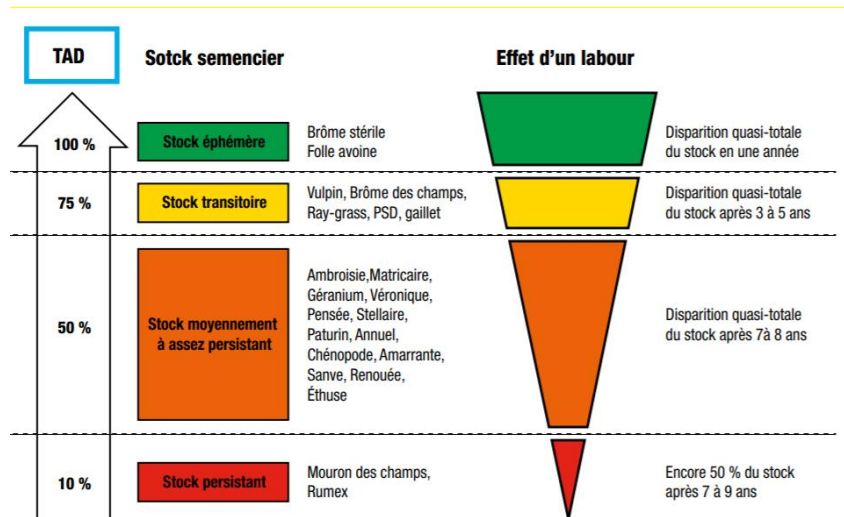 TAD
Sotck semencier
Effet d'un labour
100 %
Stock éphémère
Brôme stérile
Folle avoine
Disparition quasi-totale
du stock en une année
75 %
Stock transitoire
Vulpin, Brôme des champs,
Ray-grass, PSD, gaillet
Disparition quasi-totale
du stock après 3 à 5 ans
50 %
Stock moyennement
à assez persistant
Ambroisie,Matricaire,
Géranium, Véronique,
Pensée, Stellaire,
Paturin, Annuel,
Chénopode, Amarrante,
Sanve, Renouée,
Éthuse
Disparition quasi-totale
du stock après 7à 8 ans
10 %
Stock persistant
Mouron des champs,
Rumex
Encore 50 % du stock
après 7 à 9 ans